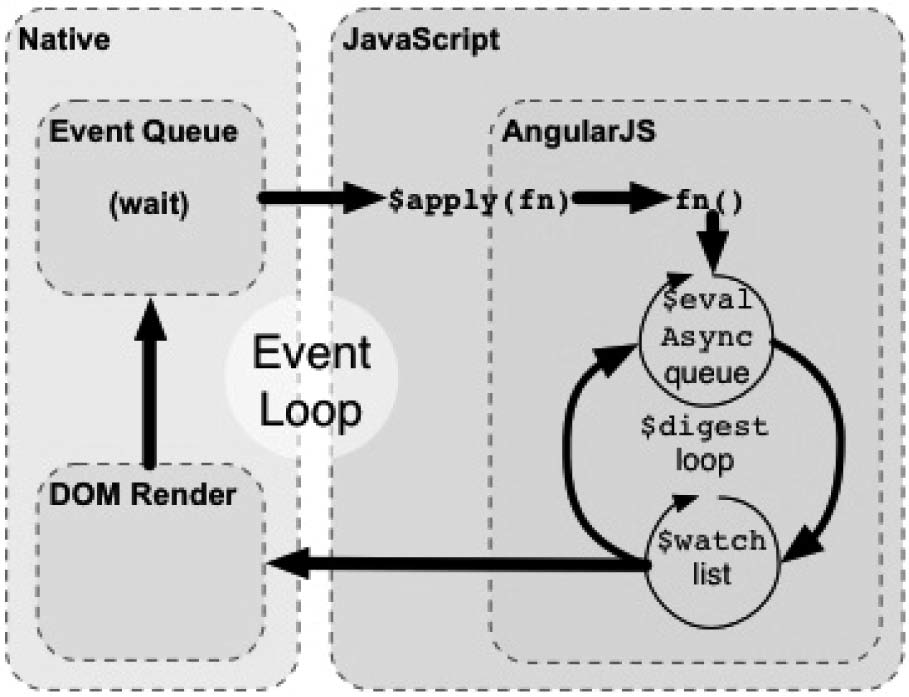 Native
JavaScript
Event Queue
(wait)
AngularJS
$apply(fn)
fn()
$eval
Async
queue
$digest
loop
$watch
list
Event
Loop
DOM Render